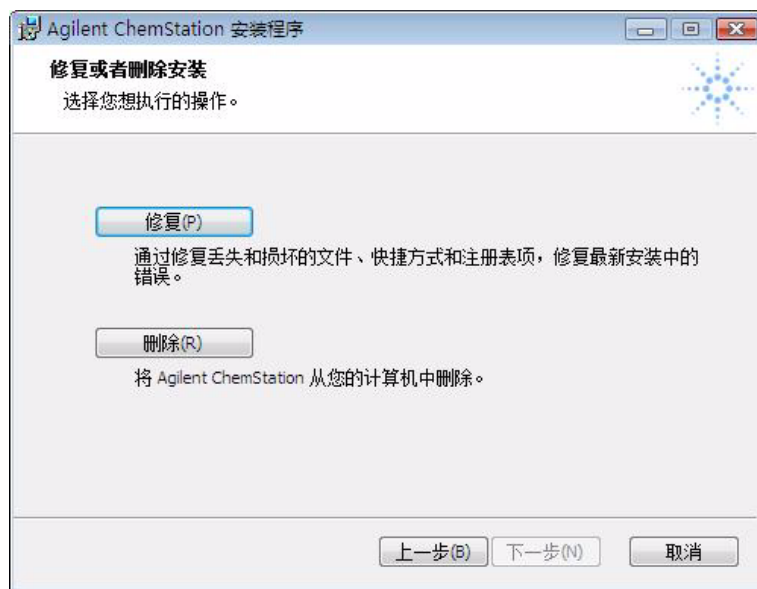 Agilent ChemStation 安装程序
修复或者删除安装
选择您想执行的操作。
修复(P)
通过修复丢失和损坏的文件、快捷方式和注册表项，修复最新安装中的
错误。
删除(R)
将 Agilent ChemStation 从您的计算机中删除。
上一步(B) 下一步(N) 取消